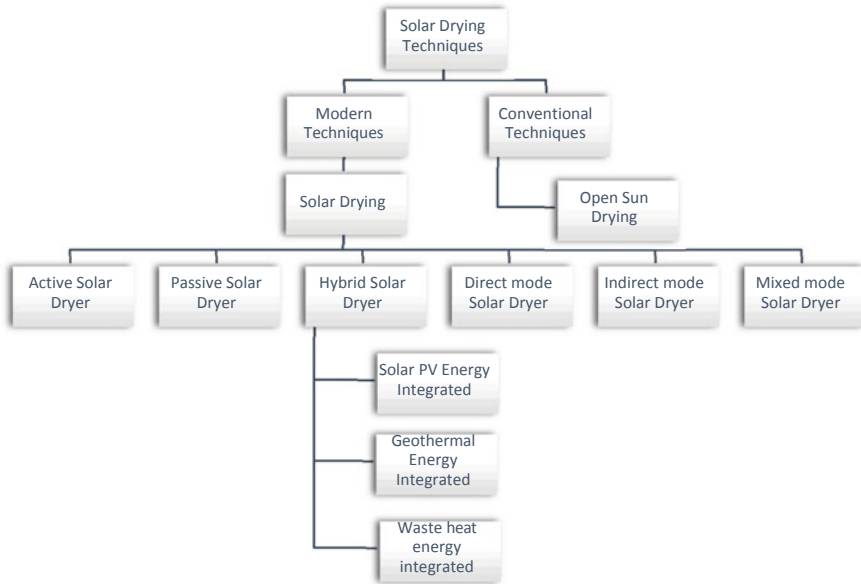 Solar Drying
Techniques
Modern
Techniques
Conventional
Techniques
Solar Drying
Open Sun
Drying
Active Solar
Dryer
Passive Solar
Dryer
Hybrid Solar
Dryer
Direct mode
Solar Dryer
Indirect mode
Solar Dryer
Mixed mode
Solar Dryer
Solar PV Energy
Integrated
Geothermal
Energy
Integrated
Waste heat
energy
integrated